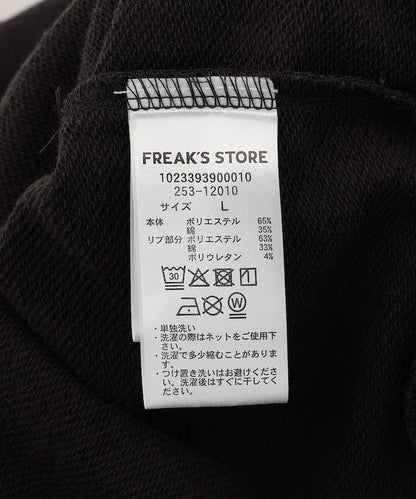 FREAK'S STORE
1023393900010
253-12010
サイズ L
本体 ポリエステル 65%
綿 35%
リブ部分 ポリエステル 63%
綿 33%
ポリウレタン 4%
30
W
・単独洗い
・洗濯の際はネットをご使用下
さい。
・洗濯で多少縮むことがありま
す。
・つけ置き洗いはお避けくださ
い。洗濯後はすぐに干してく
ださい。